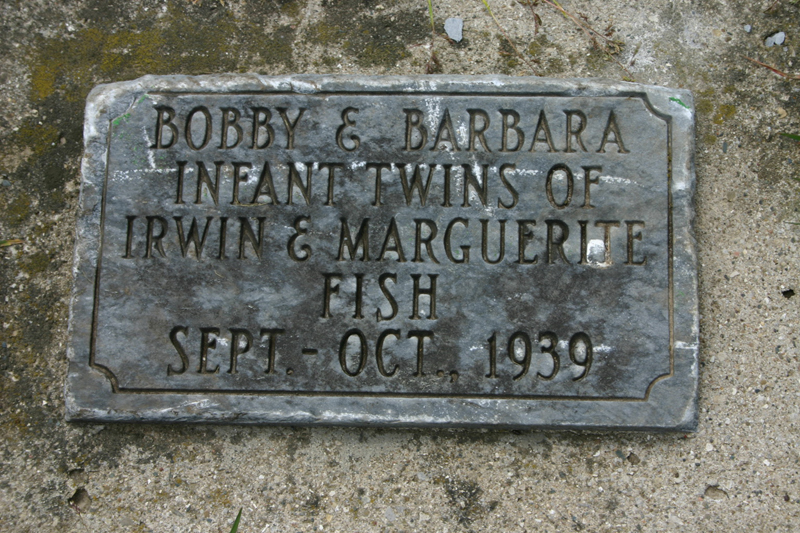 BOBBY & BARBARA
INFANT TWINS OF
IRWIN & MARGUERITE
FISH
SEPT. - OCT., 1939